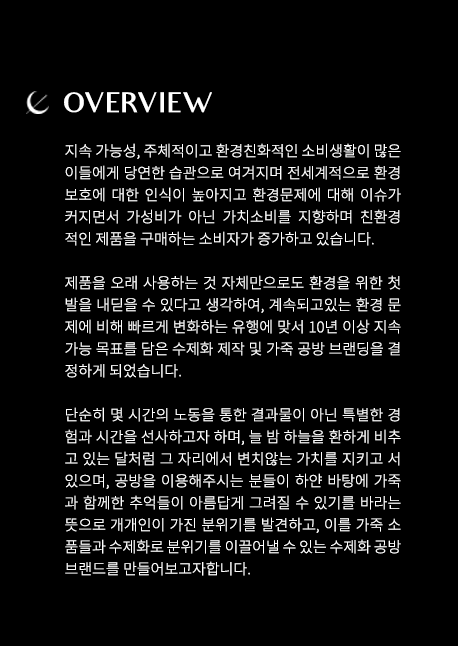 OVERVIEW
지속 가능성, 주체적이고 환경친화적인 소비생활이 많은
이들에게 당연한 습관으로 여겨지며 전세계적으로 환경
보호에 대한 인식이 높아지고 환경문제에 대해 이슈가
커지면서 가성비가 아닌 가치소비를 지향하며 친환경
적인 제품을 구매하는 소비자가 증가하고 있습니다.
제품을 오래 사용하는 것 자체만으로도 환경을 위한 첫
발을 내딛을 수 있다고 생각하여, 계속되고있는 환경 문
제에 비해 빠르게 변화하는 유행에 맞서 10년 이상 지속
가능 목표를 담은 수제화 제작 및 가죽 공방 브랜딩을 결
정하게 되었습니다.
단순히 몇 시간의 노동을 통한 결과물이 아닌 특별한 경
험과 시간을 선사하고자 하며, 늘 밤 하늘을 환하게 비추
고 있는 달처럼 그 자리에서 변치않는 가치를 지키고 서
있으며, 공방을 이용해주시는 분들이 하얀 바탕에 가죽
과 함께한 추억들이 아름답게 그려질 수 있기를 바라는
뜻으로 개개인이 가진 분위기를 발견하고, 이를 가죽 소
품들과 수제화로 분위기를 이끌어낼 수 있는 수제화 공방
브랜드를 만들어보고자합니다.